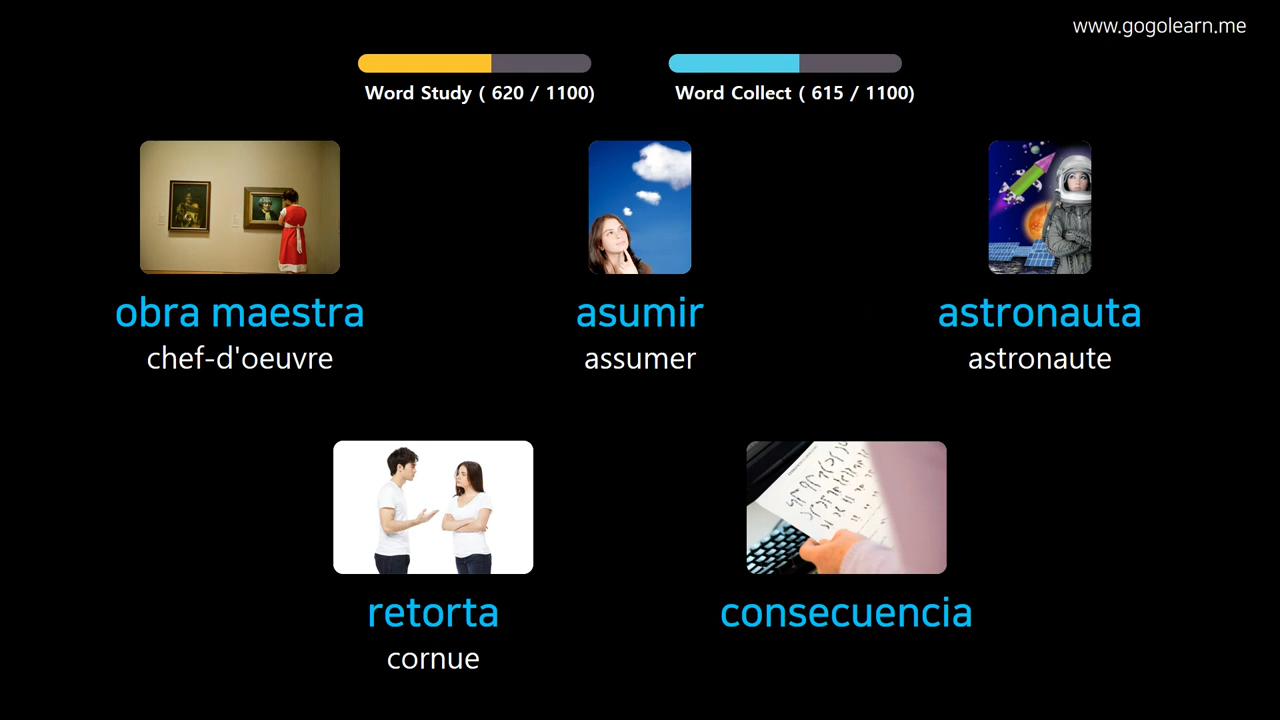 www.gogolearn.me
Word Study ( 620 / 1100)
Word Collect ( 615 / 1100)
obra maestra
chef-d'oeuvre
asumir
assumer
astronauta
astronaute
retorta
cornue
consecuencia